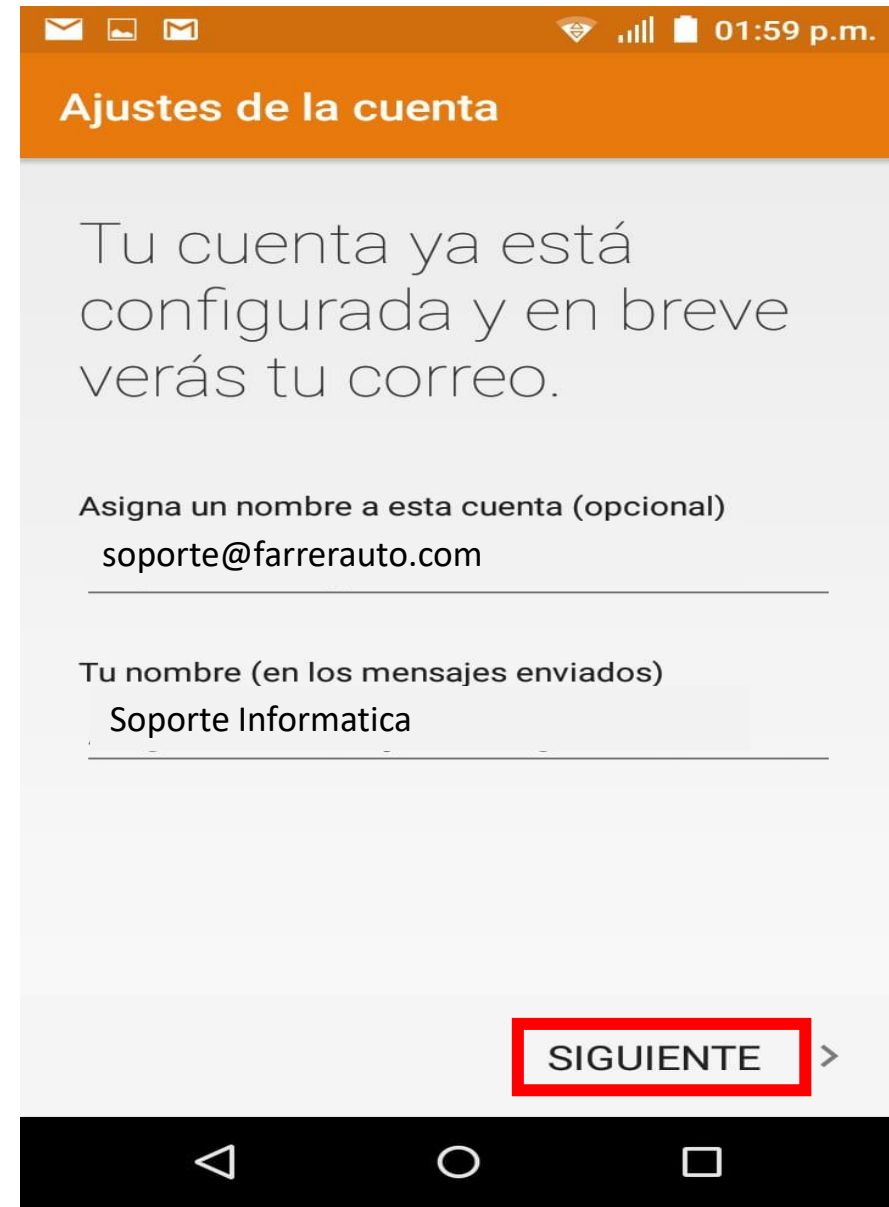 01:59 p.m.
Ajustes de la cuenta
Tu cuenta ya está
configurada y en breve
verás tu correo.
Asigna un nombre a esta cuenta (opcional)
soporte@farrerauto.com
Tu nombre (en los mensajes enviados)
Soporte Informatica
SIGUIENTE >